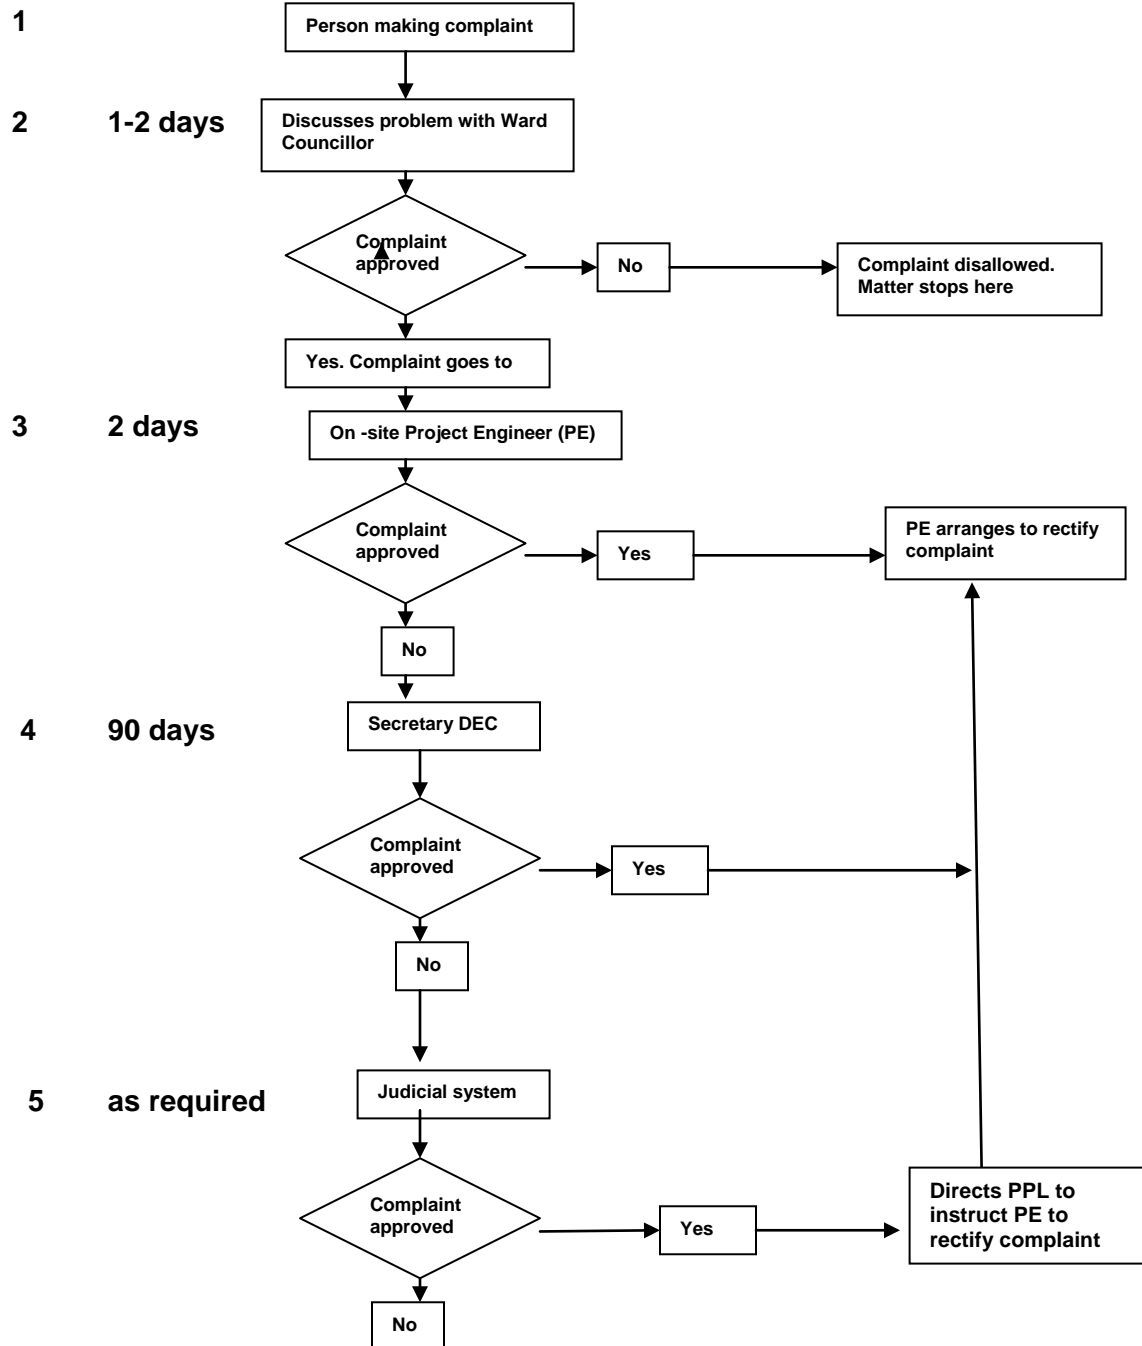 1
Person making complaint
2
1-2 days
Discusses problem with Ward
Councillor
Complaint
approved
No
Complaint disallowed.
Matter stops here
Yes. Complaint goes to
3
2 days
On -site Project Engineer (PE)
Complaint
approved
Yes
PE arranges to rectify
complaint
No
4
90 days
Secretary DEC
Complaint
approved
Yes
No
5
as required
Judicial system
Complaint
approved
Yes
Directs PPL to
instruct PE to
rectify complaint
No